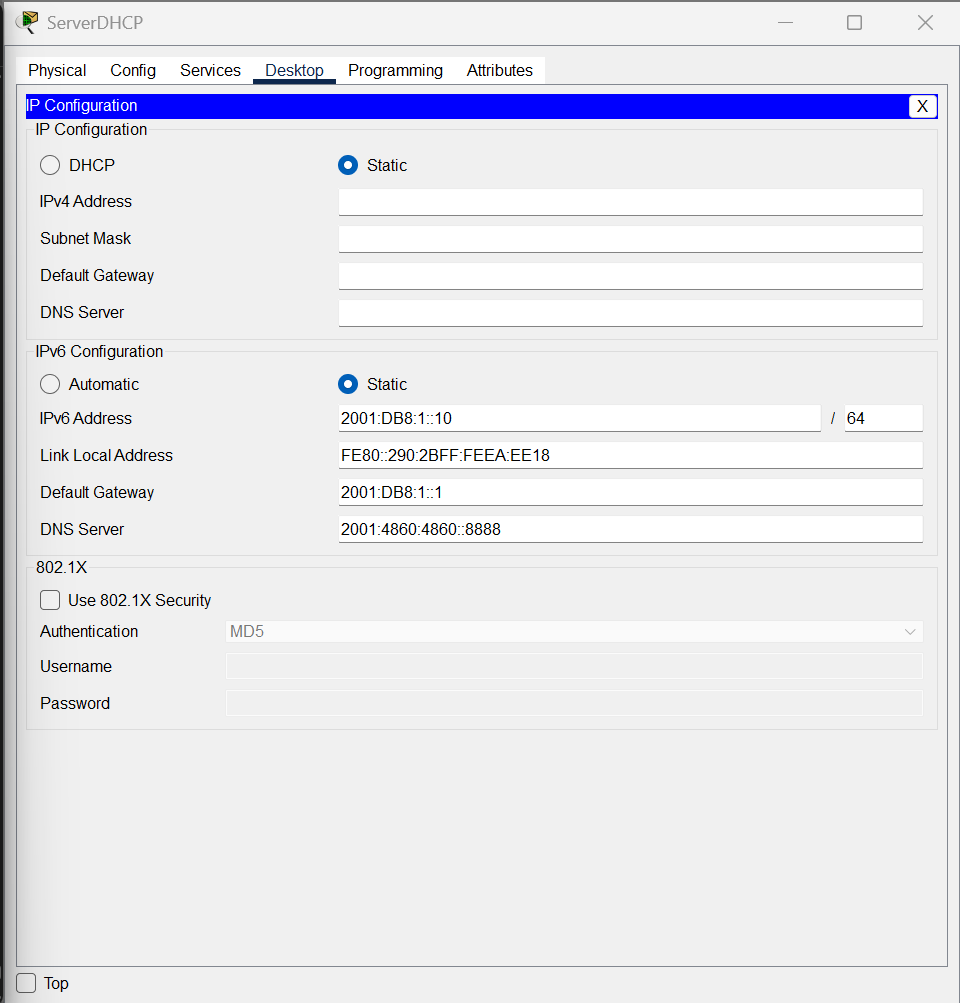 ServerDHCP
Physical Config Services Desktop Programming Attributes
IP Configuration X
IP Configuration
DHCP Static
IPv4 Address
Subnet Mask
Default Gateway
DNS Server
IPv6 Configuration
Automatic Static
IPv6 Address 2001:DB8:1::10 / 64
Link Local Address FE80::290:2BFF:FEEA:EE18
Default Gateway 2001:DB8:1::1
DNS Server 2001:4860:4860::8888
802.1X
Use 802.1X Security
Authentication MD5
Username
Password
Top